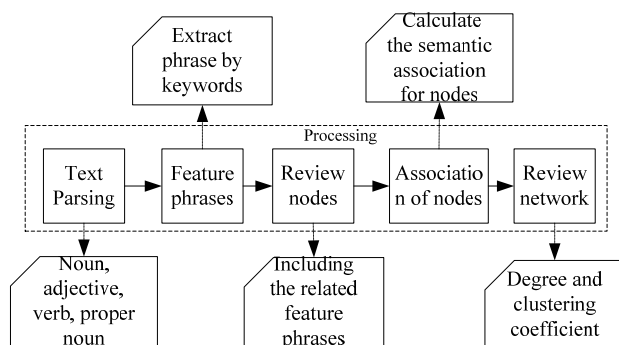 Extract
phrase by
keywords
Calculate
the semantic
association
for nodes
Processing
Text
Parsing
Feature
phrases
Review
nodes
Associatio
n of nodes
Review
network
Noun,
adjective,
verb, proper
noun
Including
the related
feature
phrases
Degree and
clustering
coefficient